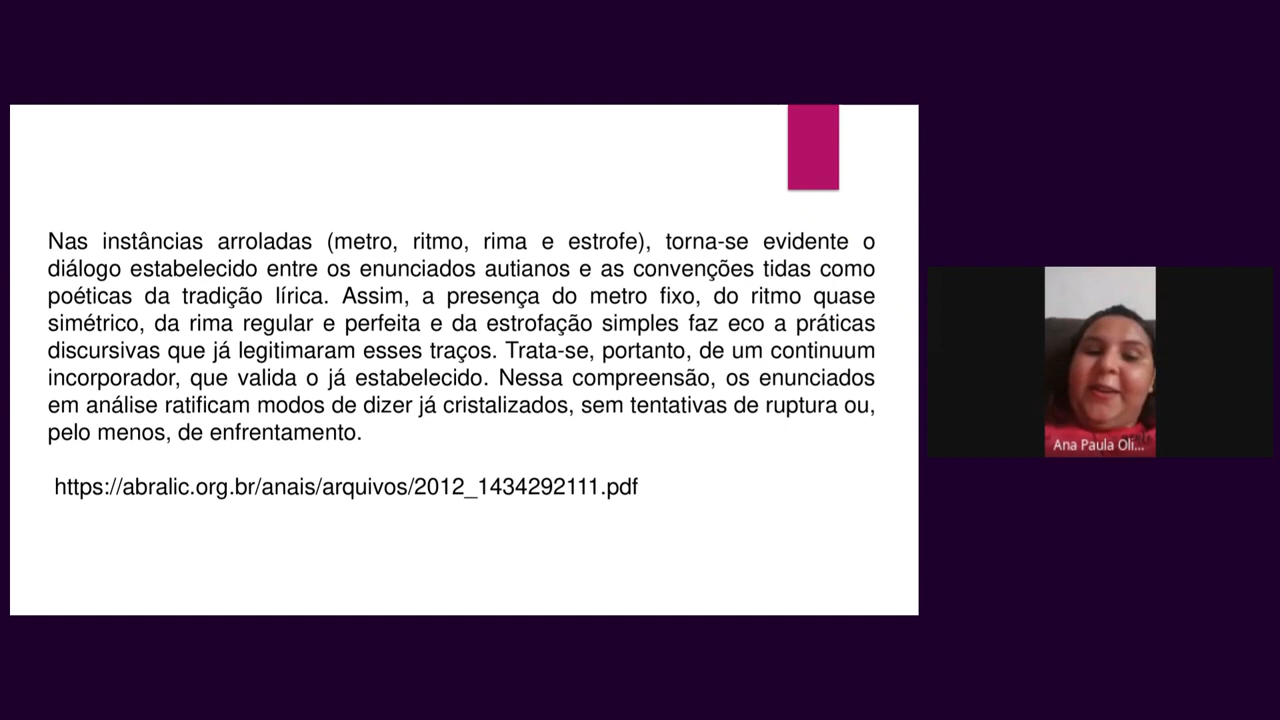 Nas instâncias arroladas (metro, ritmo, rima e estrofe), torna-se evidente o
diálogo estabelecido entre os enunciados autianos e as convenções tidas como
poéticas da tradição lírica. Assim, a presença do metro fixo, do ritmo quase
simétrico, da rima regular e perfeita e da estrofação simples faz eco a práticas
discursivas que já legitimaram esses traços. Trata-se, portanto, de um continuum
incorporador, que valida o já estabelecido. Nessa compreensão, os enunciados
em análise ratificam modos de dizer já cristalizados, sem tentativas de ruptura ou,
pelo menos, de enfrentamento.
https://abralic.org.br/anais/arquivos/2012_1434292111.pdf
Ana Paula Oli...